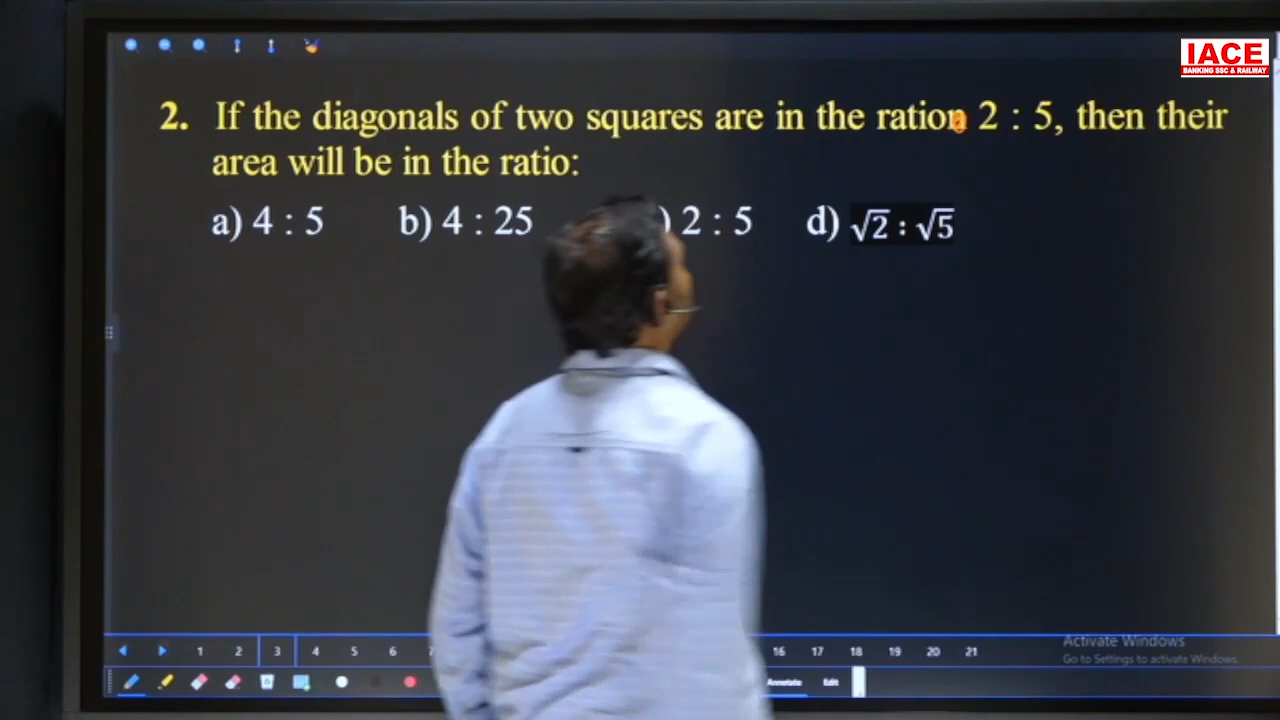 IACE
BANKING SSC & RAILWAY
2. If the diagonals of two squares are in the ration 2 : 5, then their
area will be in the ratio:
a) 4 : 5 b) 4 : 25 ) 2 : 5 d) √2 : √5
Activate Windows
Go to Settings to activate Windows.
1 2 3 4 5 6 7 16 17 18 19 20 21
Annotate Edit